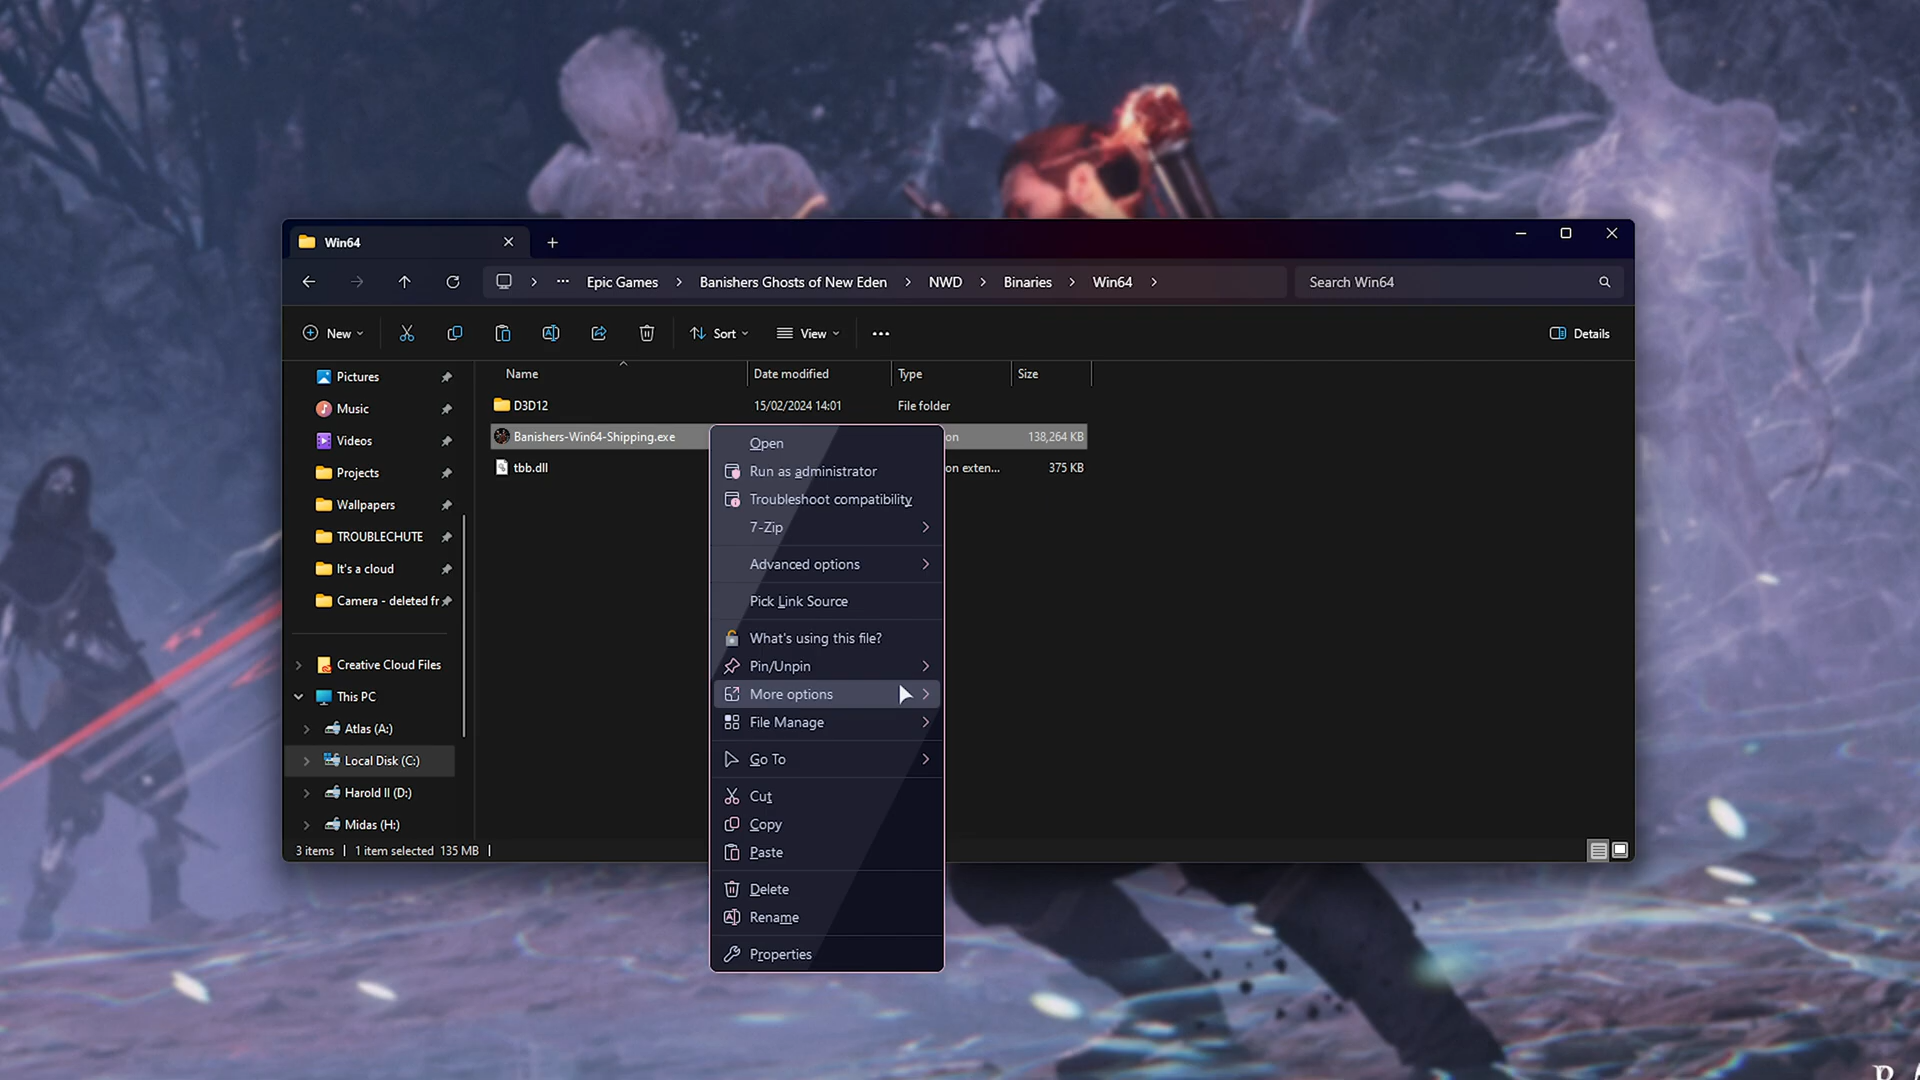 Win64
Epic Games
Banishers Ghosts of New Eden
NWD
Binaries
Win64
Search Win64
New
Sort
View
Details
Pictures
Music
Videos
Projects
Wallpapers
TROUBLECHUTE
It's a cloud
Camera - deleted fr
Creative Cloud Files
This PC
Atlas (A:)
Local Disk (C:)
Harold II (D:)
Midas (H:)
Name Date modified Type Size
D3D12 15/02/2024 14:01 File folder
Banishers-Win64-Shipping.exe on 138,264 KB
tbb.dll on exten... 375 KB
Open
Run as administrator
Troubleshoot compatibility
7-Zip
Advanced options
Pick Link Source
What's using this file?
Pin/Unpin
More options
File Manage
Go To
Cut
Copy
Paste
Delete
Rename
Properties
3 items 1 item selected 135 MB